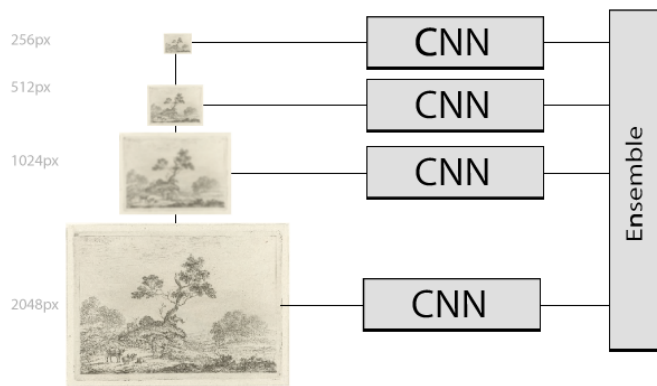 256px
CNN
512px
CNN
1024px
CNN
Ensemble
2048px
CNN